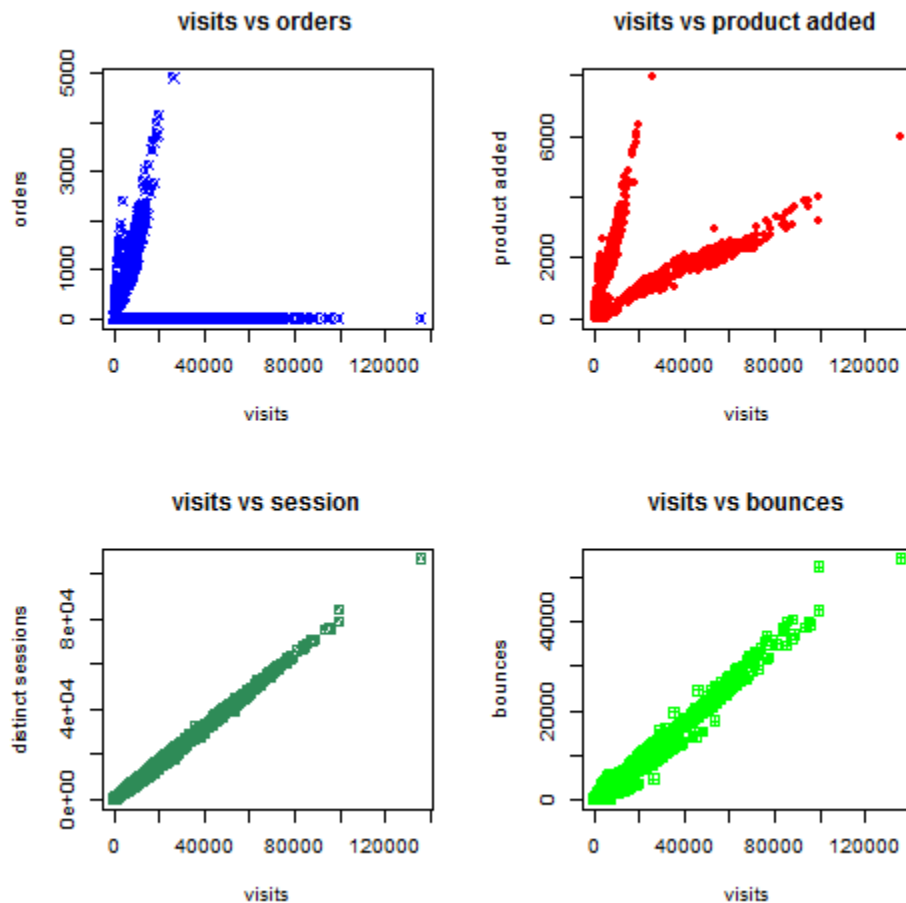 visits vs orders
orders
5000
3000
1000
0
0 40000 80000 120000
visits
visits vs product added
product added
6000
2000
0
0 40000 80000 120000
visits
visits vs session
distinct sessions
8e+04
4e+04
0e+00
0 40000 80000 120000
visits
visits vs bounces
bounces
40000
20000
0
0 40000 80000 120000
visits